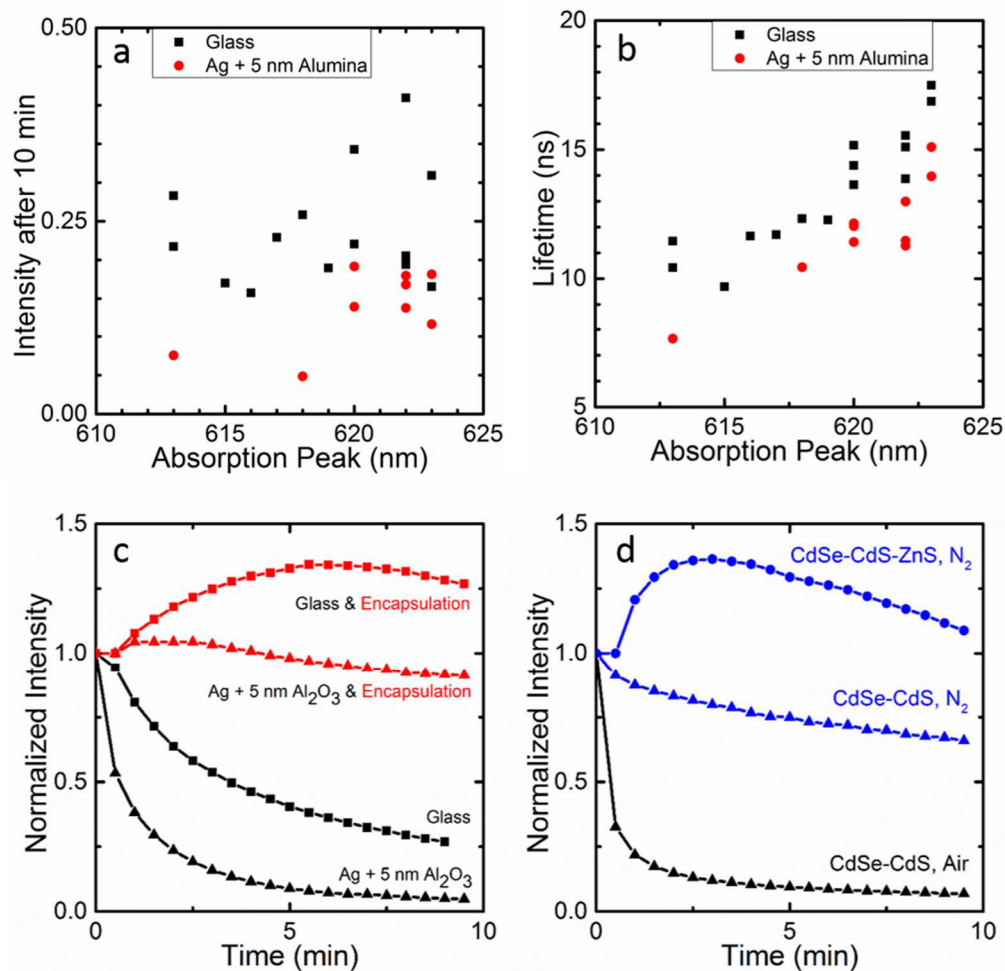 a
Glass
Ag + 5 nm Alumina
0.50
0.25
0.00
Intensity after 10 min
610 615 620 625
Absorption Peak (nm)
b
Glass
Ag + 5 nm Alumina
20
15
10
5
Lifetime (ns)
610 615 620 625
Absorption Peak (nm)
c
1.5
1.0
0.5
0.0
Normalized Intensity
Glass & Encapsulation
Ag + 5 nm Al₂O₃ & Encapsulation
Glass
Ag + 5 nm Al₂O₃
0 5 10
Time (min)
d
1.5
1.0
0.5
0.0
Normalized Intensity
CdSe-CdS-ZnS, N₂
CdSe-CdS, N₂
CdSe-CdS, Air
0 5 10
Time (min)